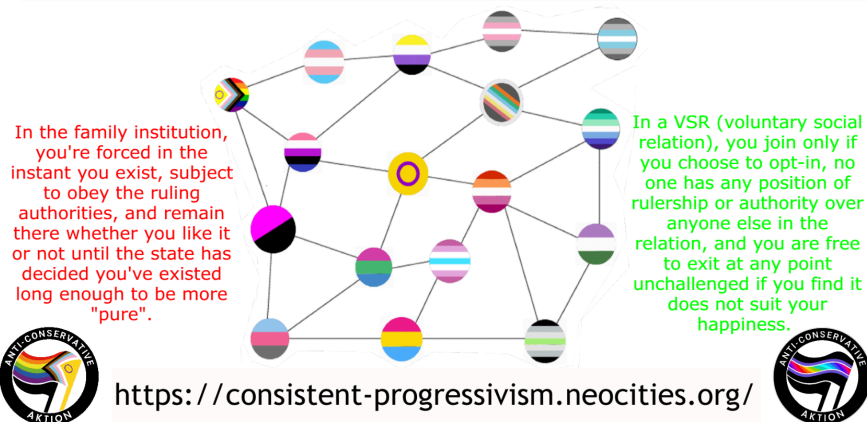 In the family institution,
you're forced in the
instant you exist, subject
to obey the ruling
authorities, and remain
there whether you like it
or not until the state has
decided you've existed
long enough to be more
"pure".
In a VSR (voluntary social
relation), you join only if
you choose to opt-in, no
one has any position of
rulership or authority over
anyone else in the
relation, and you are free
to exit at any point
unchallenged if you find it
does not suit your
happiness.
ANTI-CONSERVATIVE
AKTION
https://consistent-progressivism.neocities.org/
ANTI-CONSERVATIVE
AKTION